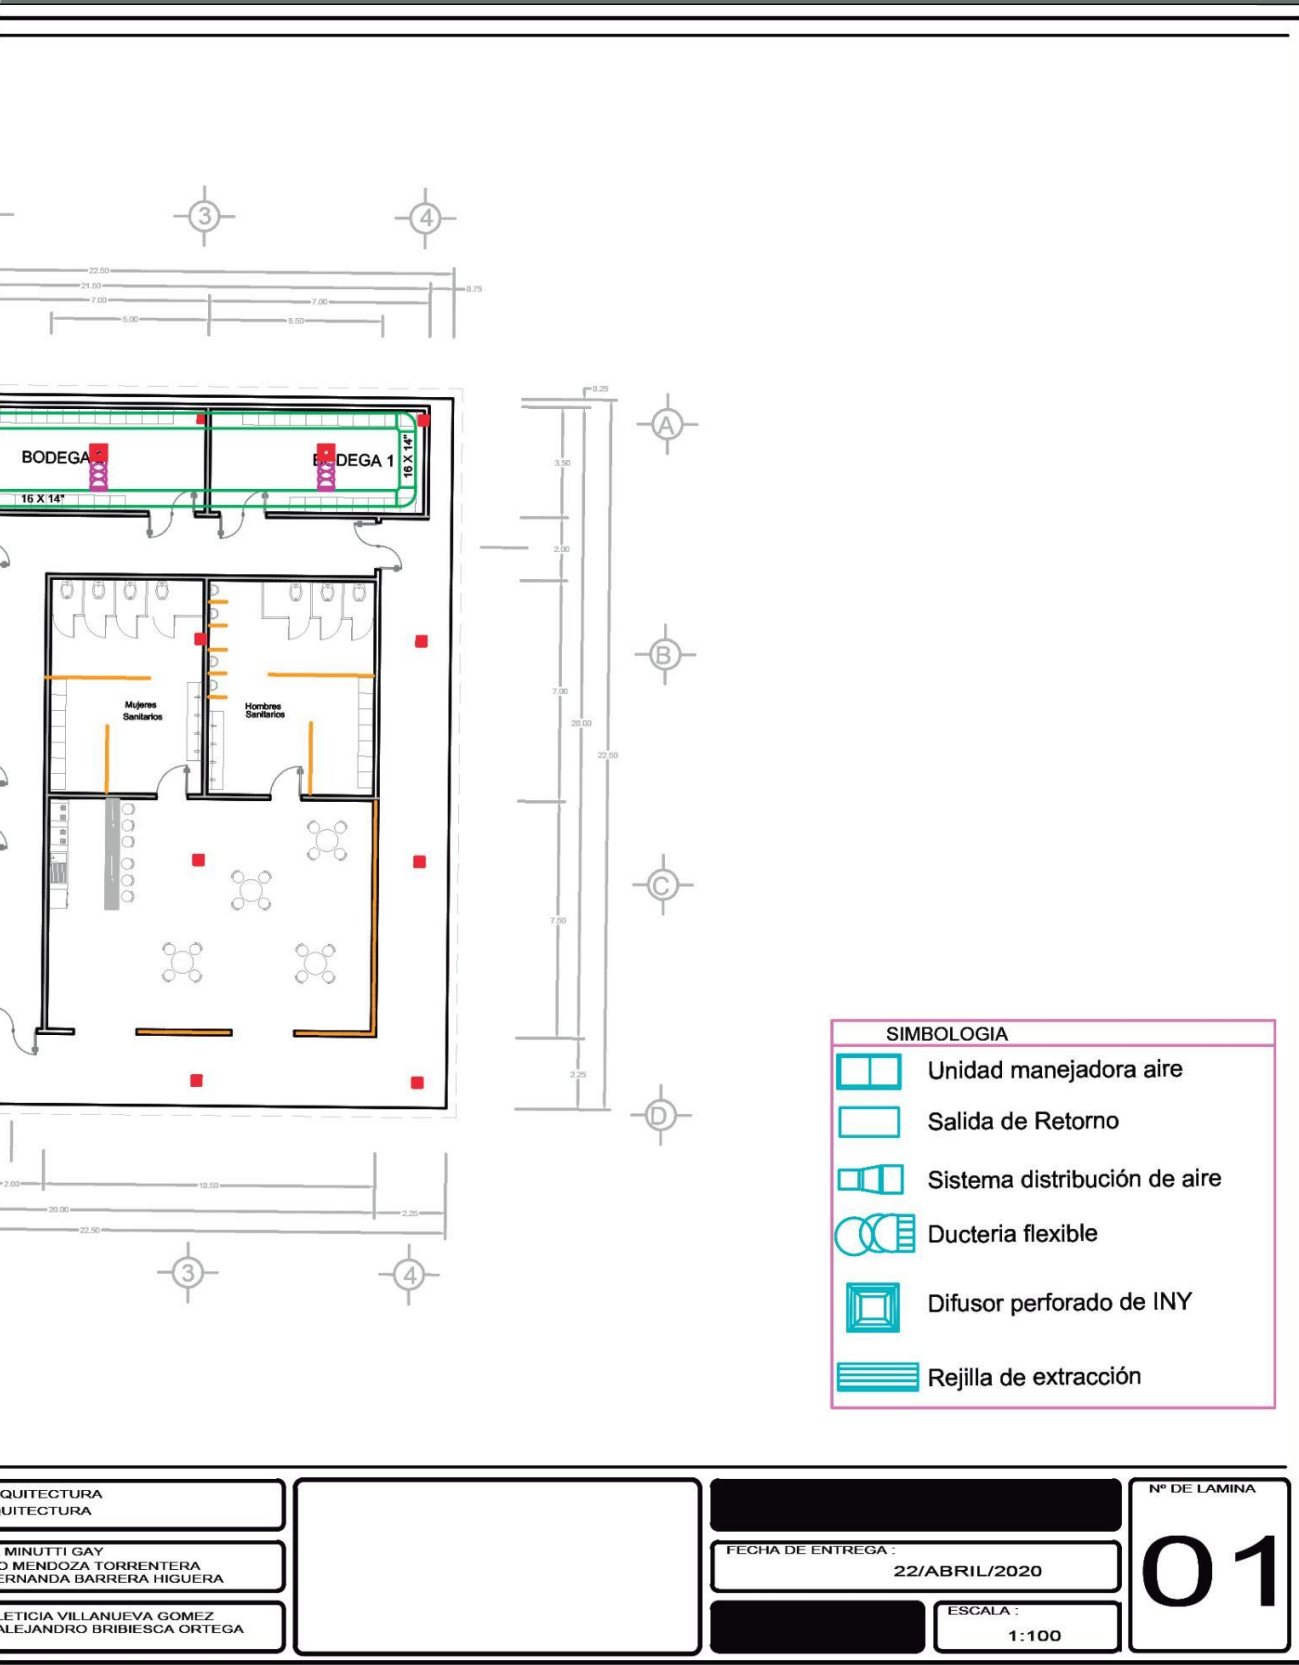 3
4
22.50
21.50
7.00
7.00
0.75
5.50
0.25
A
BODEGA
BODEGA 1
16 X 14"
16 X 14"
3.50
2.00
B
7.00
Mujeres
Sanitarios
Hombres
Sanitarios
20.00
22.50
C
7.50
SIMBOLOGIA
Unidad manejadora aire
2.25
D
Salida de Retorno
2.00
10.50
Sistema distribución de aire
20.00
2.25
22.50
Ducteria flexible
3
4
Difusor perforado de INY
Rejilla de extracción
QUITECTURA
UITECTURA
MINUTTI GAY
O MENDOZA TORRENTERA
ERNANDA BARRERA HIGUERA
LETICIA VILLANUEVA GOMEZ
ALEJANDRO BRIBIESCA ORTEGA
FECHA DE ENTREGA :
22/ABRIL/2020
ESCALA :
1:100
Nº DE LAMINA
01